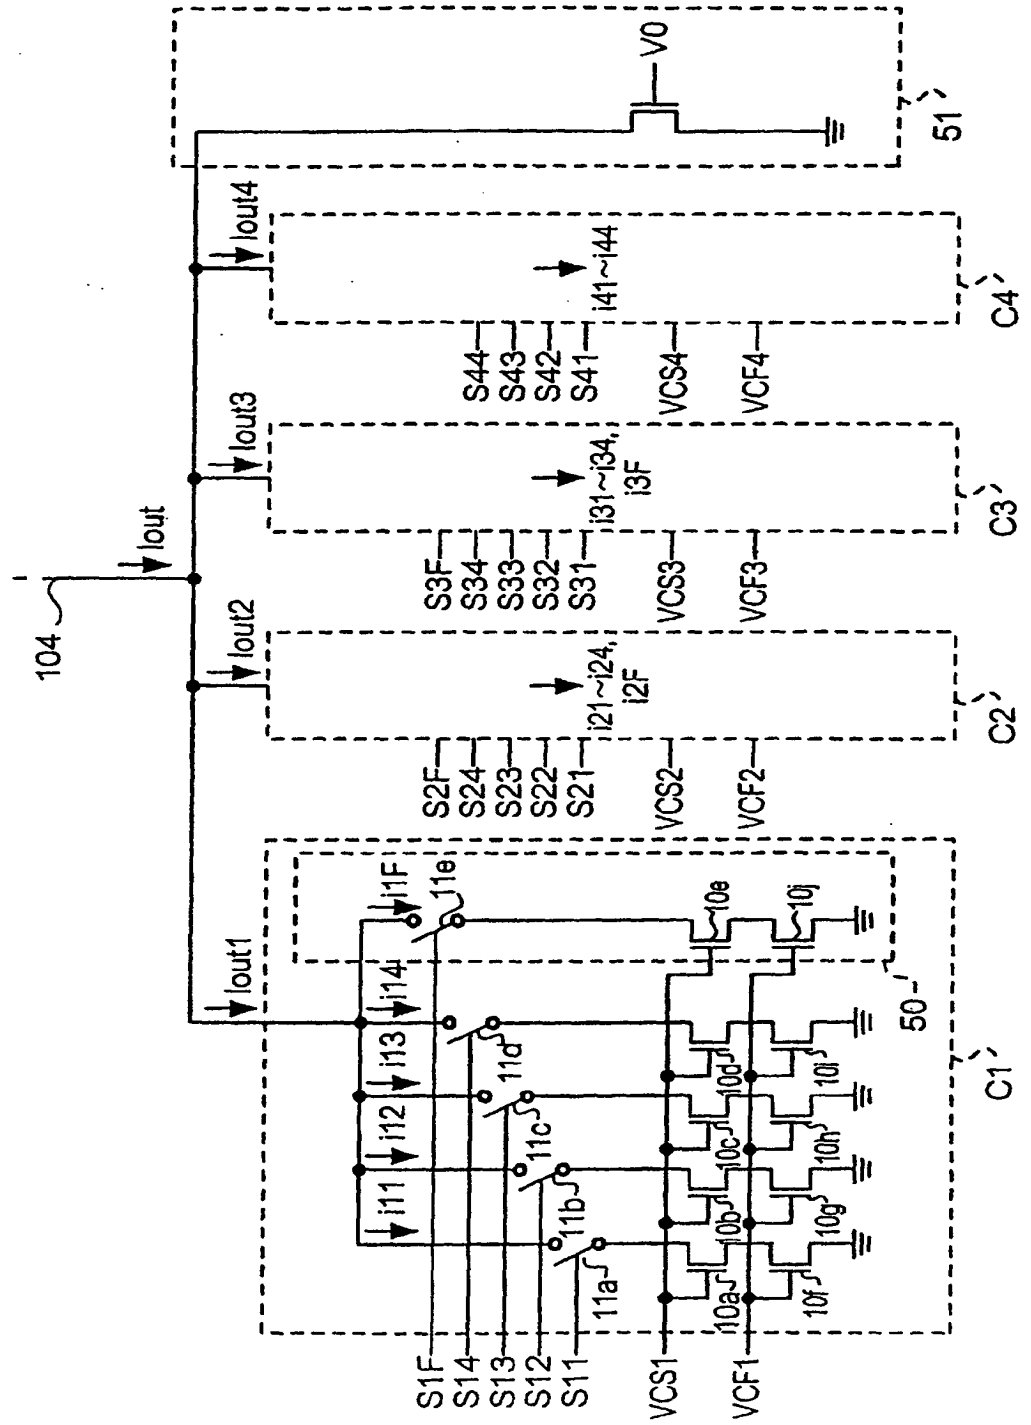 104
Iout
Iout1
Iout2
Iout3
Iout4
S1F
S14
S13
S12
S11
VCS1
VCF1
i11
i12
i13
i14
i1F
11a
11b
11c
11d
11e
10a
10b
10c
10d
10e
10f
10g
10h
10i
10j
50
C1'
S2F
S24
S23
S22
S21
VCS2
VCF2
i21~i24,
i2F
C2'
S3F
S34
S33
S32
S31
VCS3
VCF3
i31~i34,
i3F
C3'
S44
S43
S42
S41
VCS4
VCF4
i41~i44
C4'
V0
51'